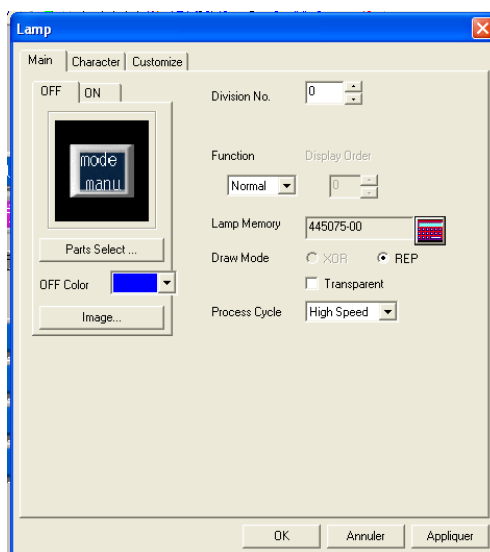 Lamp
Main Character Customize
OFF ON
mode
manu
Parts Select ...
OFF Color
Image...
Division No. 0
Function Display Order
Normal 0
Lamp Memory 445075-00
Draw Mode XOR REP
Transparent
Process Cycle High Speed
OK Annuler Appliquer